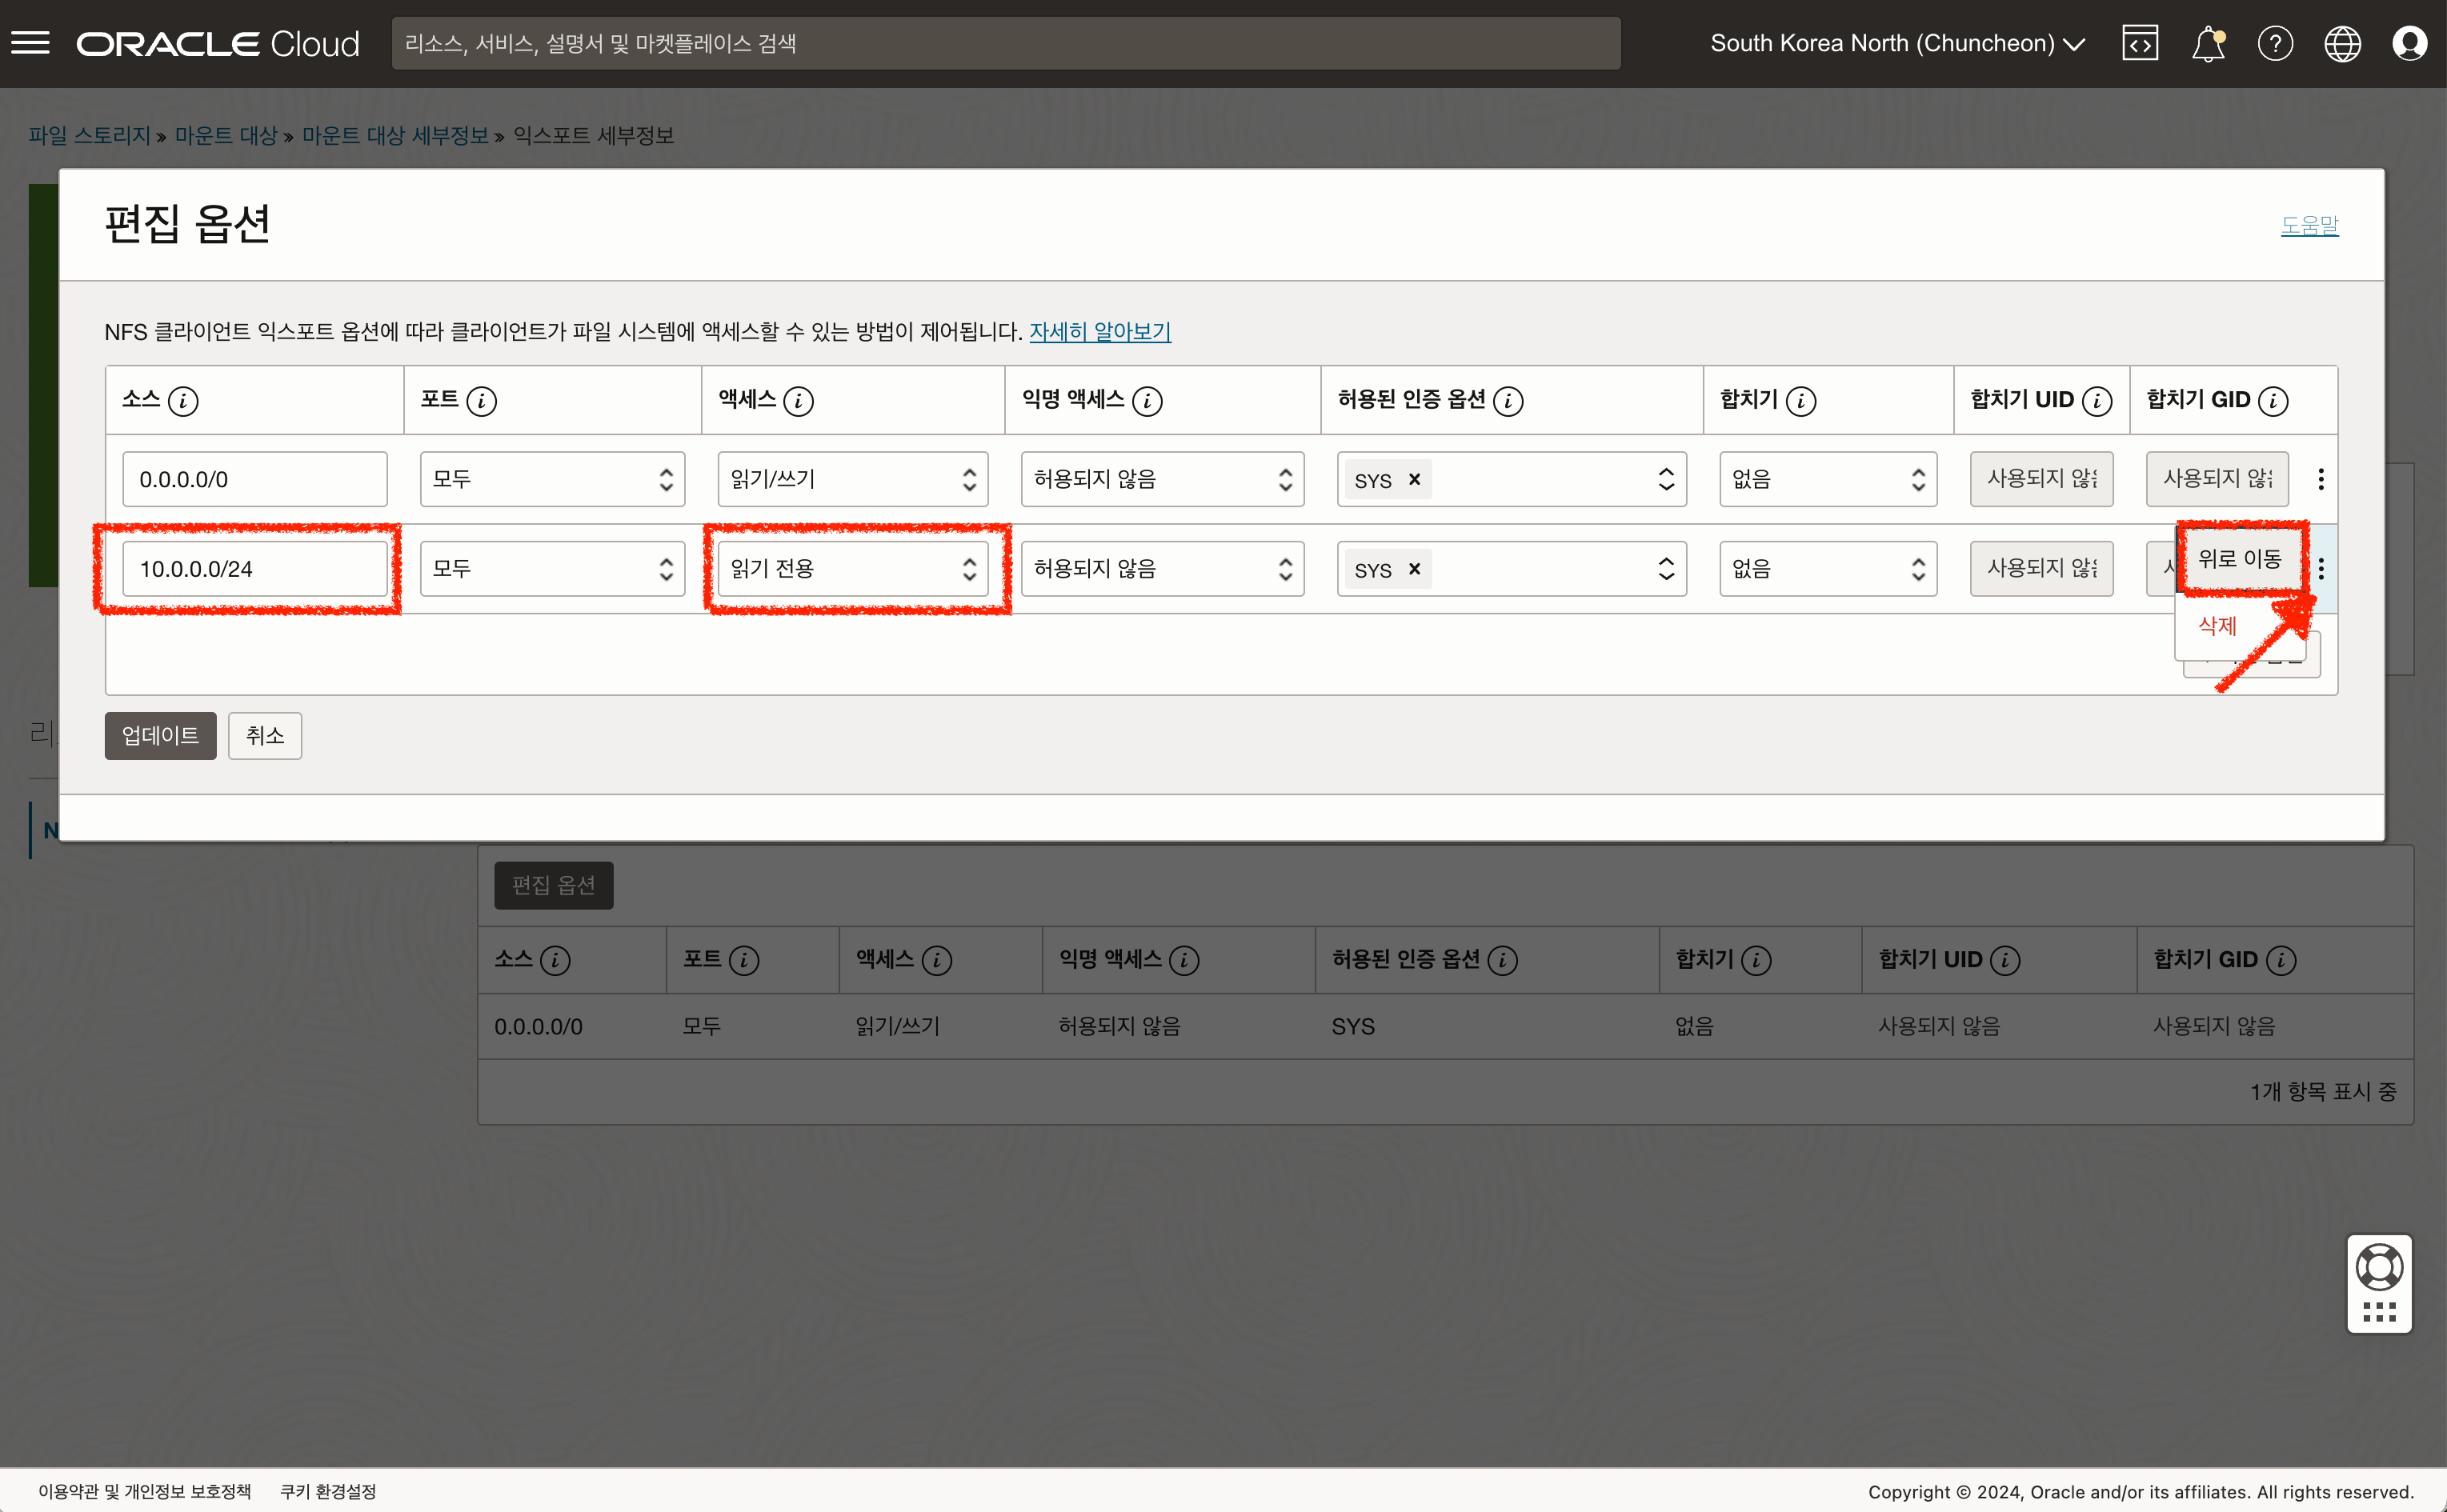 ORACLE Cloud
리소스, 서비스, 설명서 및 마켓플레이스 검색
South Korea North (Chuncheon)
파일 스토리지 » 마운트 대상 » 마운트 대상 세부정보 » 익스포트 세부정보
편집 옵션
도움말
NFS 클라이언트 익스포트 옵션에 따라 클라이언트가 파일 시스템에 액세스할 수 있는 방법이 제어됩니다. 자세히 알아보기
소스 i 포트 i 액세스 i 익명 액세스 i 허용된 인증 옵션 i 합치기 i 합치기 UID i 합치기 GID i
0.0.0.0/0 모두 읽기/쓰기 허용되지 않음 SYS × 없음 사용되지 사용되지
10.0.0.0/24 모두 읽기 전용 허용되지 않음 SYS × 없음 사용되지 위로 이동
삭제
업데이트 취소
편집 옵션
소스 i 포트 i 액세스 i 익명 액세스 i 허용된 인증 옵션 i 합치기 i 합치기 UID i 합치기 GID i
0.0.0.0/0 모두 읽기/쓰기 허용되지 않음 SYS 없음 사용되지 않음 사용되지 않음
1개 항목 표시 중
이용약관 및 개인정보 보호정책 쿠키 환경설정
Copyright © 2024, Oracle and/or its affiliates. All rights reserved.